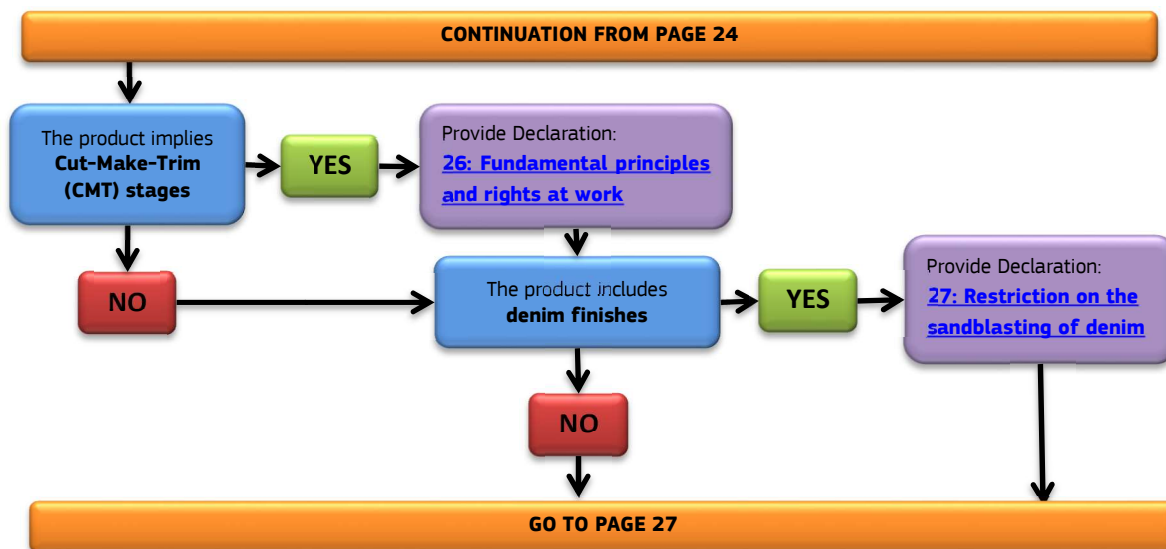 CONTINUATION FROM PAGE 24
The product implies
Cut-Make-Trim
(CMT) stages
YES
Provide Declaration:
26: Fundamental principles
and rights at work
NO
The product includes
denim finishes
YES
Provide Declaration:
27: Restriction on the
sandblasting of denim
NO
GO TO PAGE 27